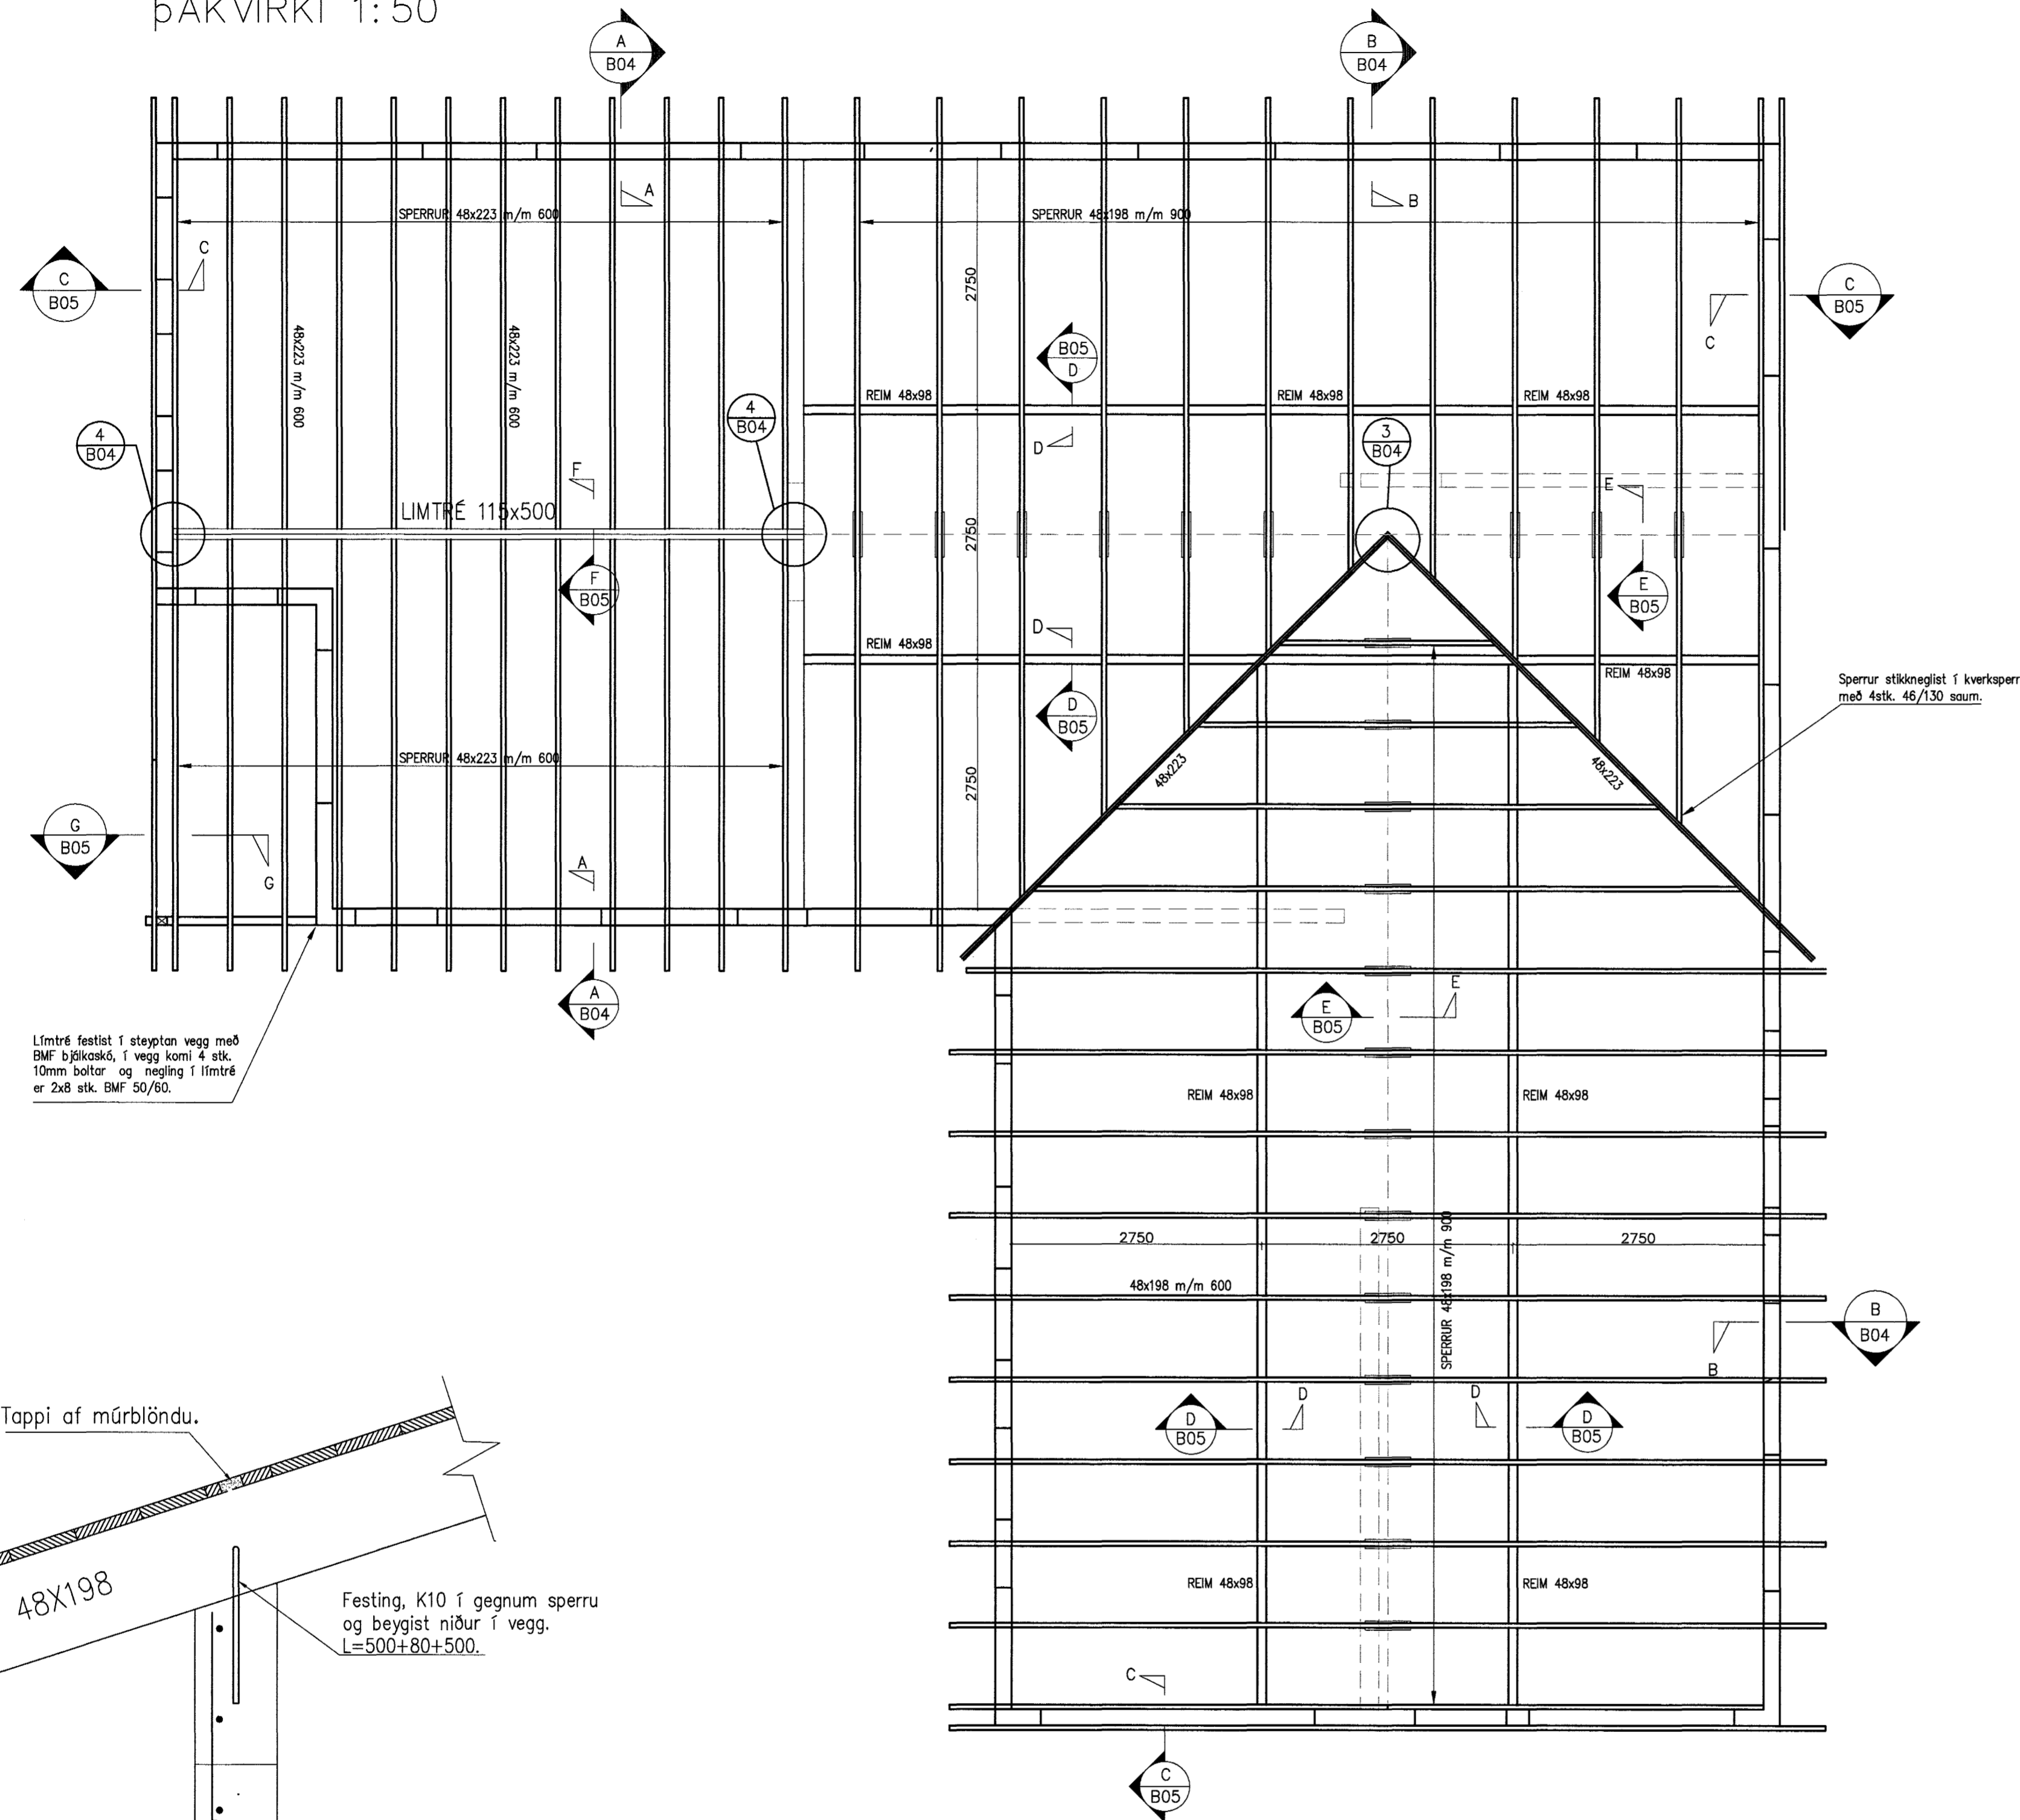 ÞAKVIRKI 1:50
A
B04
B
B04
A
B
SPERRUR 48x223 m/m 600
SPERRUR 48x198 m/m 900
C
B05
C
C
B05
C
2750
48x223 m/m 600
48x223 m/m 600
B05
D
REIM 48x98
REIM 48x98
REIM 48x98
4
B04
4
B04
3
B04
D
F
E
LIMTRÉ 115x500
2750
F
B05
E
B05
D
REIM 48x98
REIM 48x98
Sperrur stikkneglist í kverksperr
með 4stk. 46/130 saum.
D
B05
SPERRUR 48x223 m/m 600
2750
48x223
48x223
G
B05
G
A
A
B04
E
E
B05
Límtré festist í steyptan vegg með
BMF bjálkaskó, í vegg komi 4 stk.
10mm boltar og negling í límtré
er 2x8 stk. BMF 50/60.
REIM 48x98
REIM 48x98
2750
2750
2750
SPERRUR 48x198 m/m 900
48x198 m/m 600
B
B04
B
D
D
D
B05
D
B05
Tappi af múrblöndu.
48X198
REIM 48x98
REIM 48x98
Festing, K10 í gegnum sperru
og beygist niður í vegg.
L=500+80+500.
C
C
B05